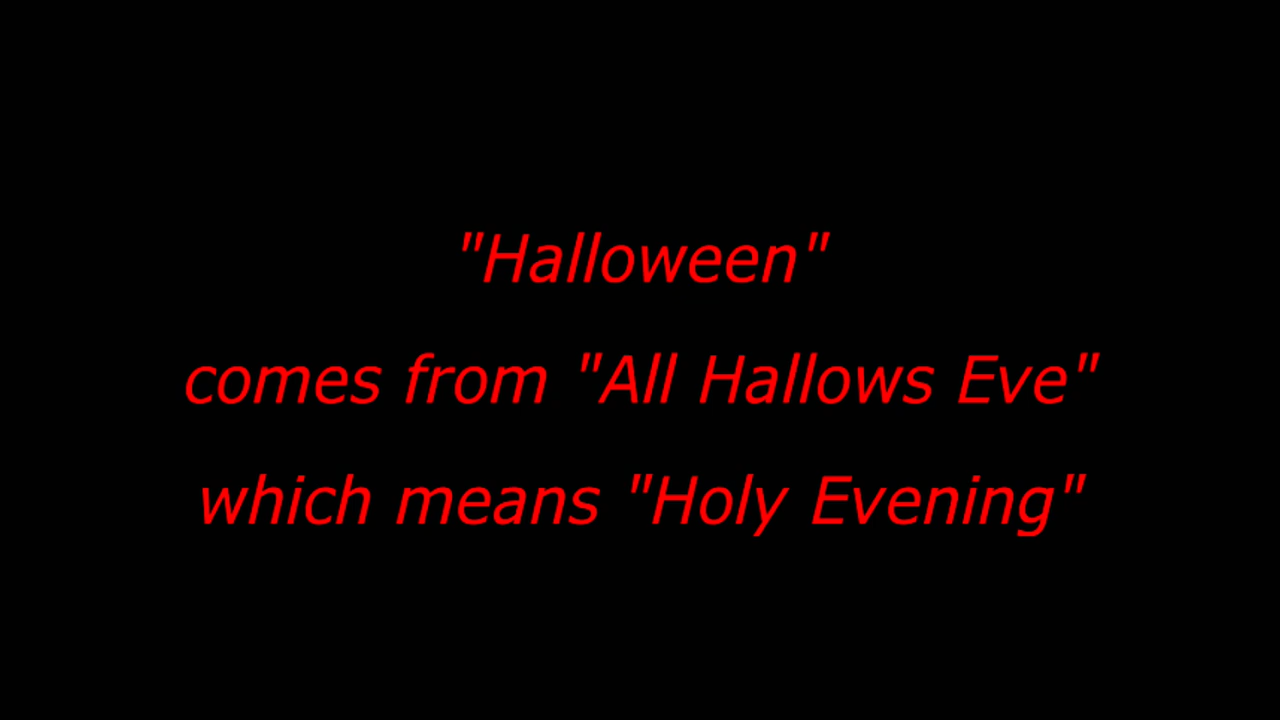 "Halloween"
comes from "All Hallows Eve"
which means "Holy Evening"